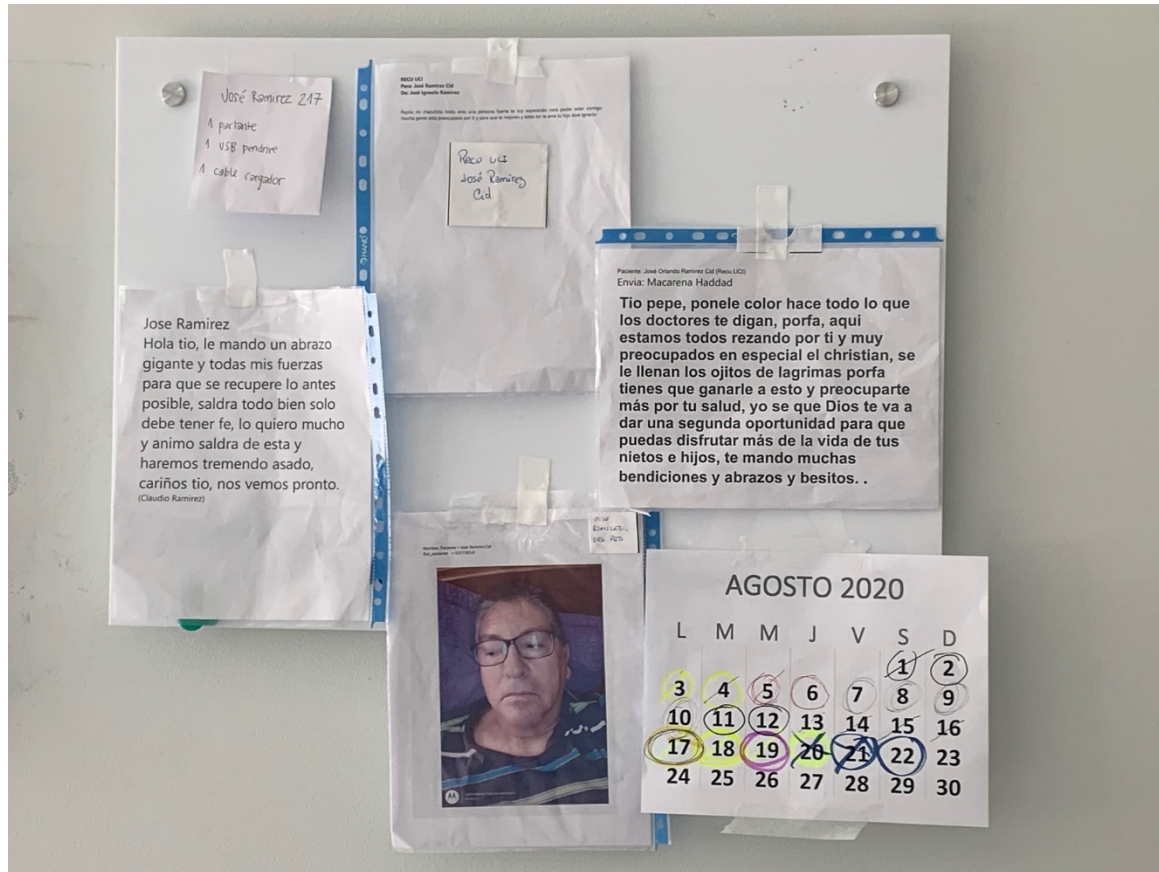 José Ramirez 217
1 parlante
1 USB pendrive
1 cable cargador
RECU UCI
Para: José Ramirez Cid
De: José Ignacio Ramirez
Recu UCI
José Ramirez
Cid
Jose Ramirez
Hola tio, le mando un abrazo
gigante y todas mis fuerzas
para que se recupere lo antes
posible, saldra todo bien solo
debe tener fe, lo quiero mucho
y animo saldra de esta y
haremos tremendo asado,
cariños tio, nos vemos pronto.
(Claudio Ramirez)
Paciente: José Orlando Ramirez Cid (Recu UCI)
Envia: Macarena Haddad
Tio pepe, ponele color hace todo lo que
los doctores te digan, porfa, aqui
estamos todos rezando por ti y muy
preocupados en especial el christian, se
le llenan los ojitos de lagrimas porfa
tienes que ganarle a esto y preocuparte
más por tu salud, yo se que Dios te va a
dar una segunda oportunidad para que
puedas disfrutar más de la vida de tus
nietos e hijos, te mando muchas
bendiciones y abrazos y besitos. .
AGOSTO 2020
L M M J V S D
1 2
3 4 5 6 7 8 9
10 11 12 13 14 15 16
17 18 19 20 21 22 23
24 25 26 27 28 29 30